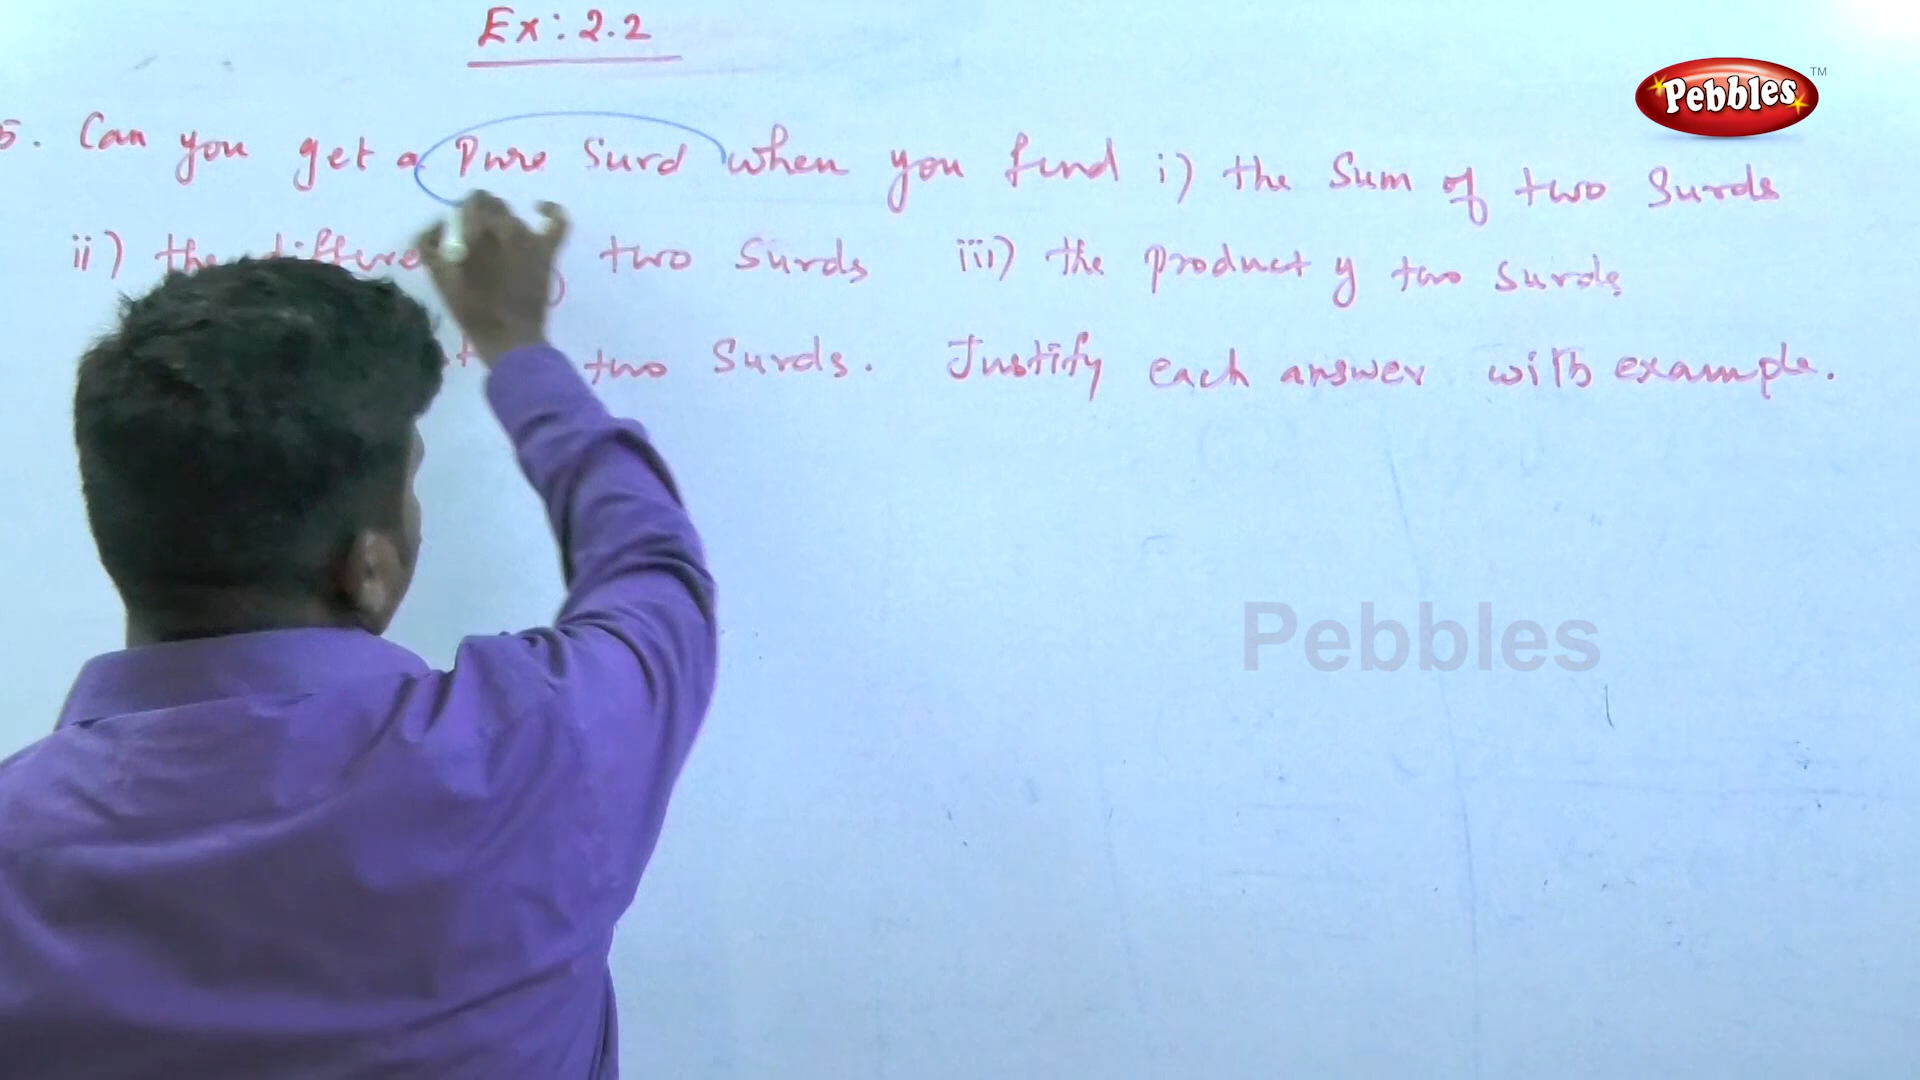 Ex: 2.2
Pebbles TM
5. Can you get a Pure Surd when you find i) the Sum of two Surds
ii) the two Surds iii) the product of two surds
two Surds. Justify each answer with example.
Pebbles